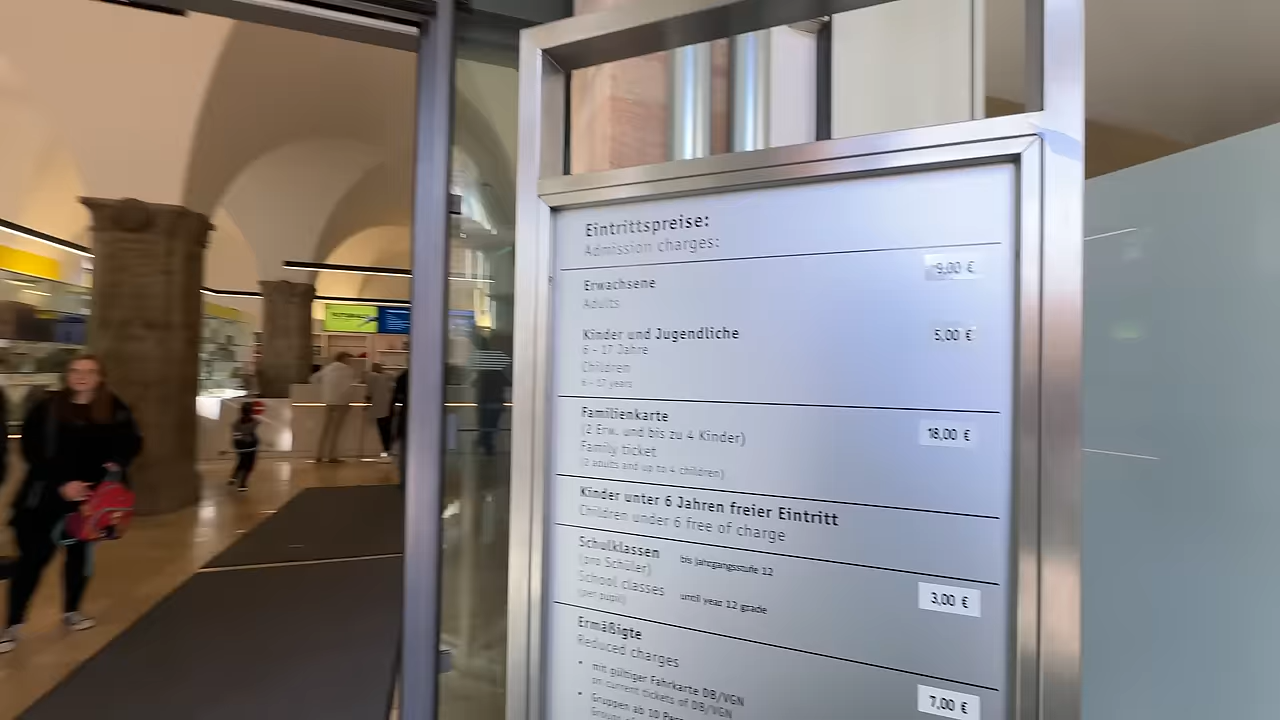 Eintrittspreise:
Admission charges:
Erwachsene 9,00 €
Adults
Kinder und Jugendliche 5,00 €
6 - 17 Jahre
Children
6 - 17 years
Familienkarte
(2 Erw. und bis zu 4 Kinder) 18,00 €
Family ticket
(2 adults and up to 4 children)
Kinder unter 6 Jahren freier Eintritt
Children under 6 free of charge
Schulklassen bis Jahrgangsstufe 12
(pro Schüler)
School classes until year 12 grade 3,00 €
(per pupil)
Ermäßigte
Reduced charges
• mit gültiger Fahrkarte DB/VGN 7,00 €
on current tickets of DB/VGN
• Gruppen ab 10